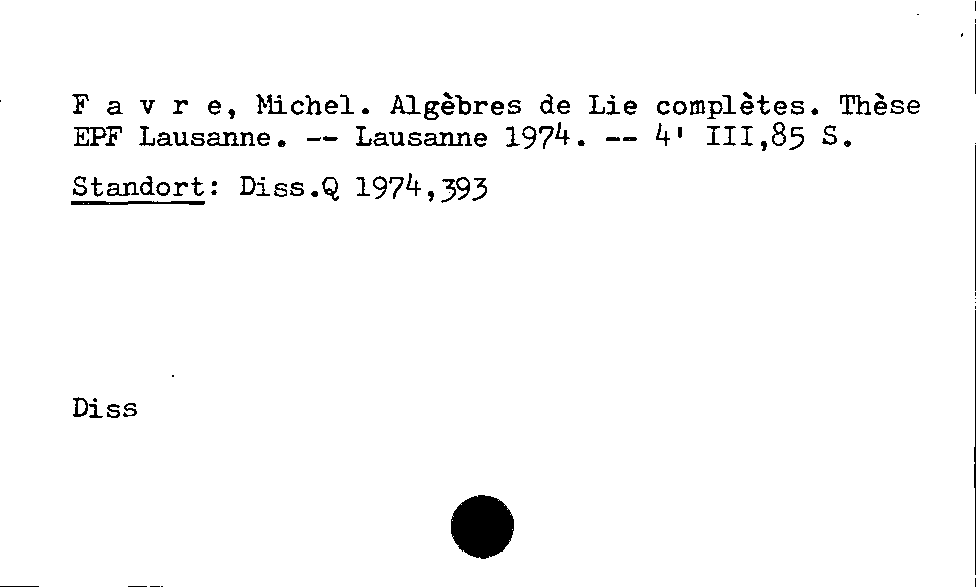 F a v r e, Michel. Algèbres de Lie complètes. Thèse
EPF Lausanne. -- Lausanne 1974. -- 4' III,85 S.
Standort: Diss.Q 1974,393
Diss